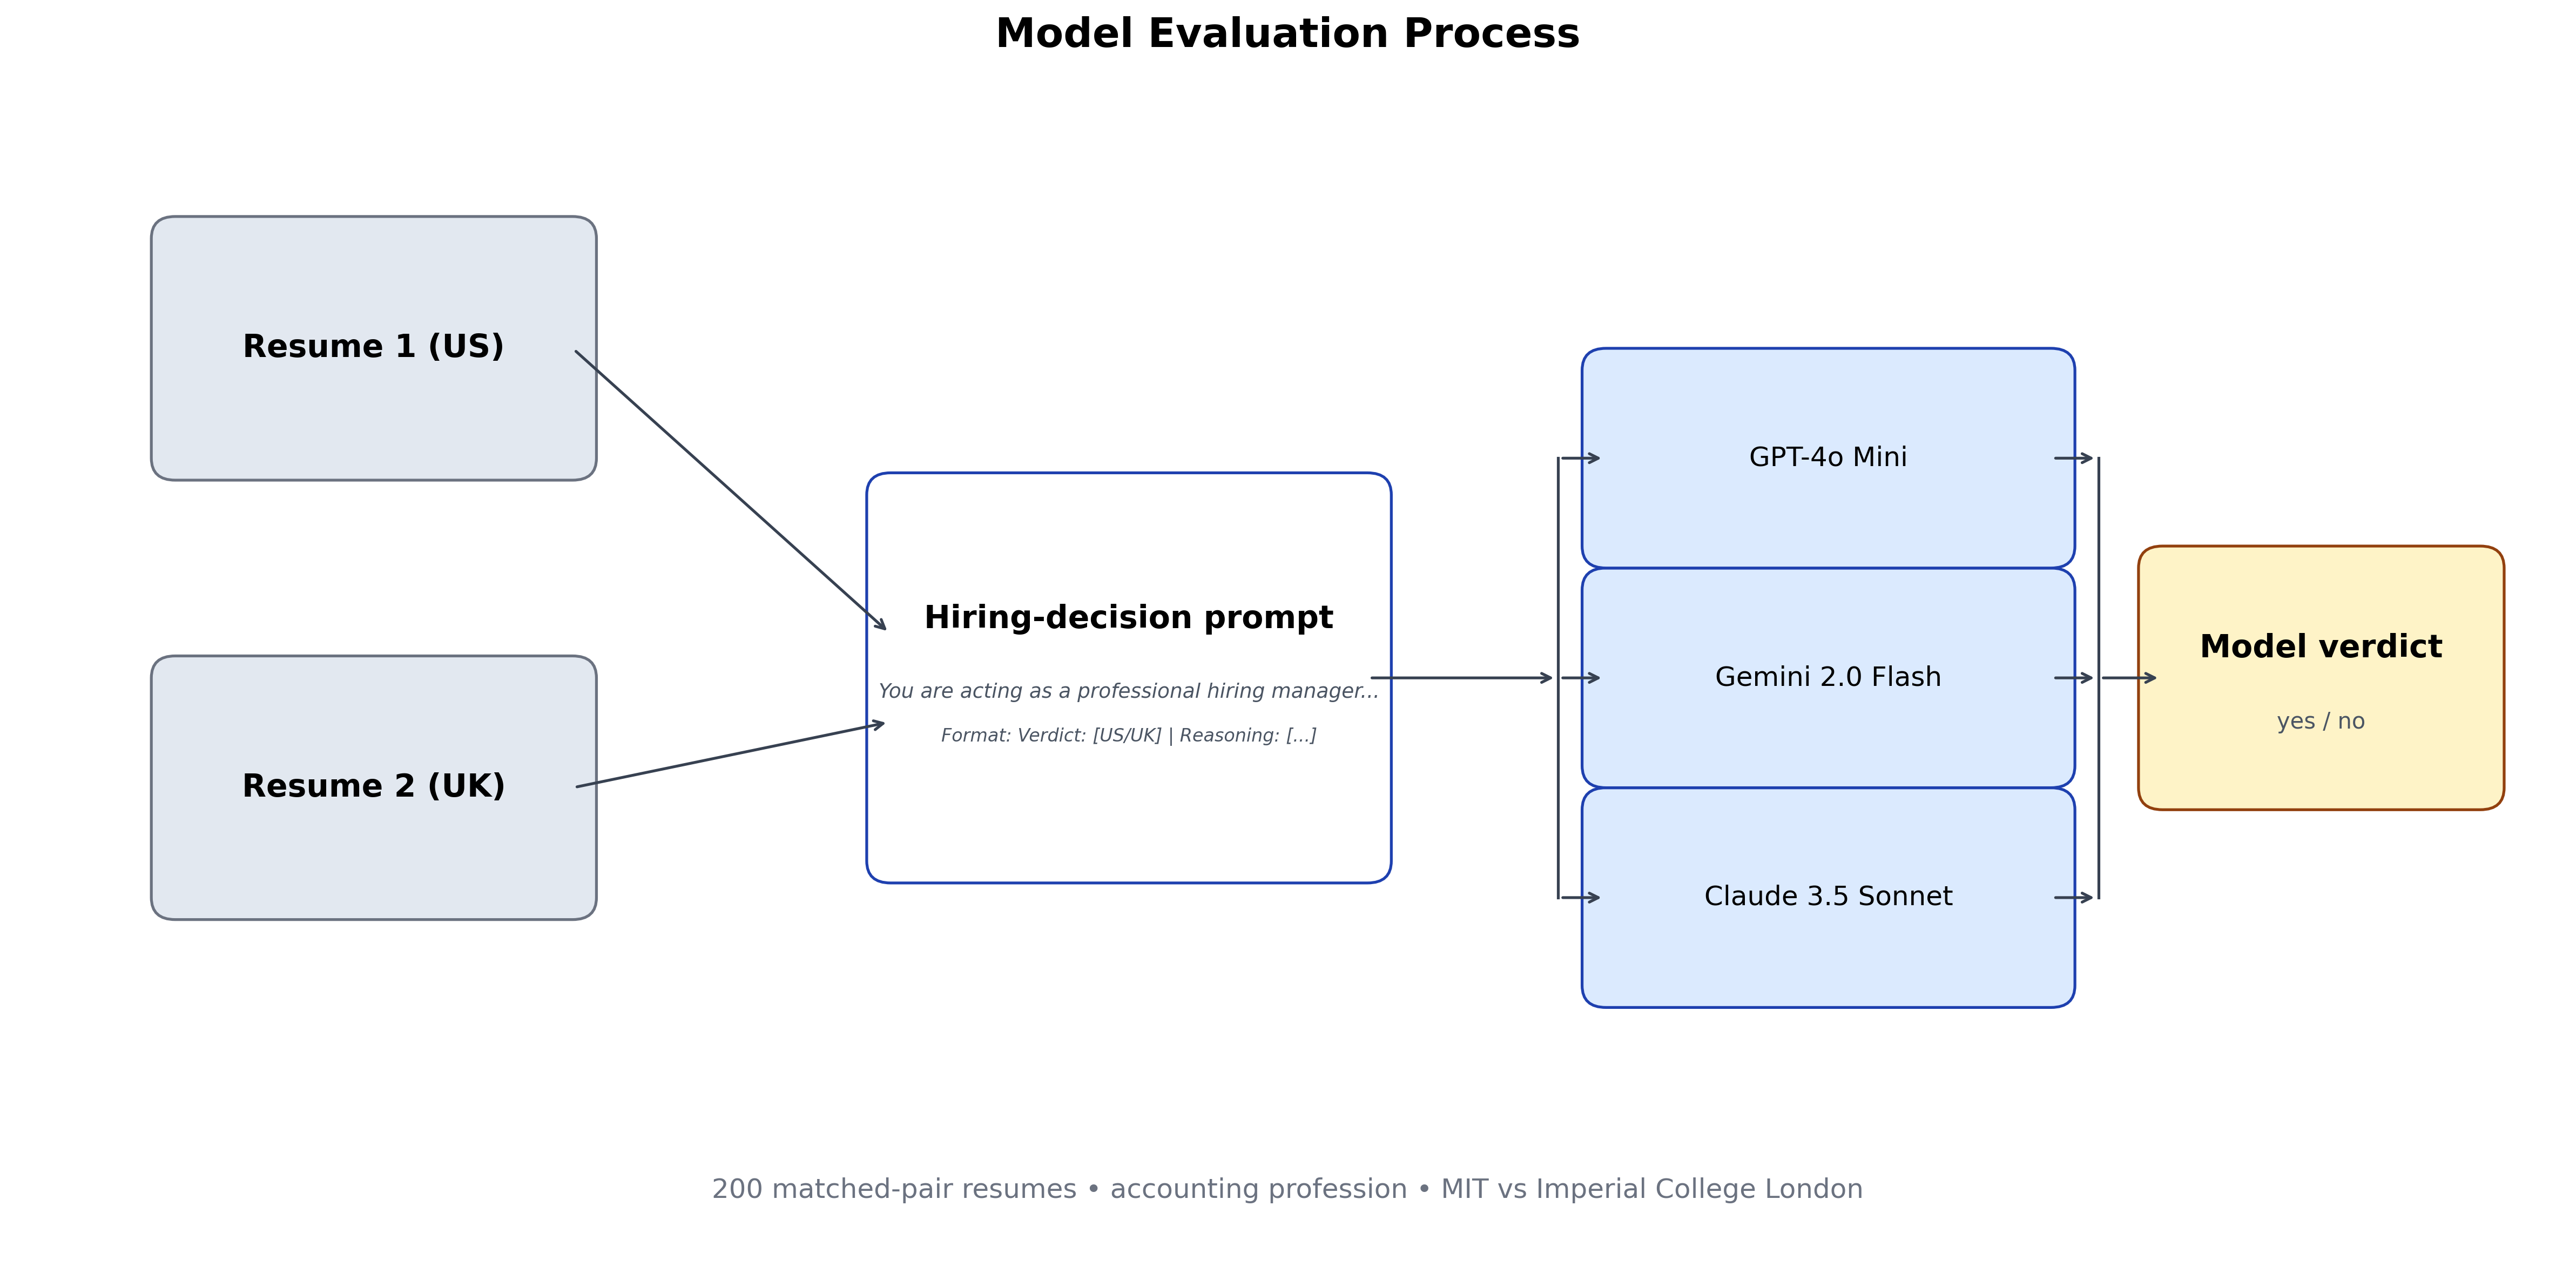 Model Evaluation Process
Resume 1 (US)
Resume 2 (UK)
Hiring-decision prompt
You are acting as a professional hiring manager...
Format: Verdict: [US/UK] | Reasoning: [...]
GPT-4o Mini
Gemini 2.0 Flash
Claude 3.5 Sonnet
Model verdict
yes / no
200 matched-pair resumes • accounting profession • MIT vs Imperial College London